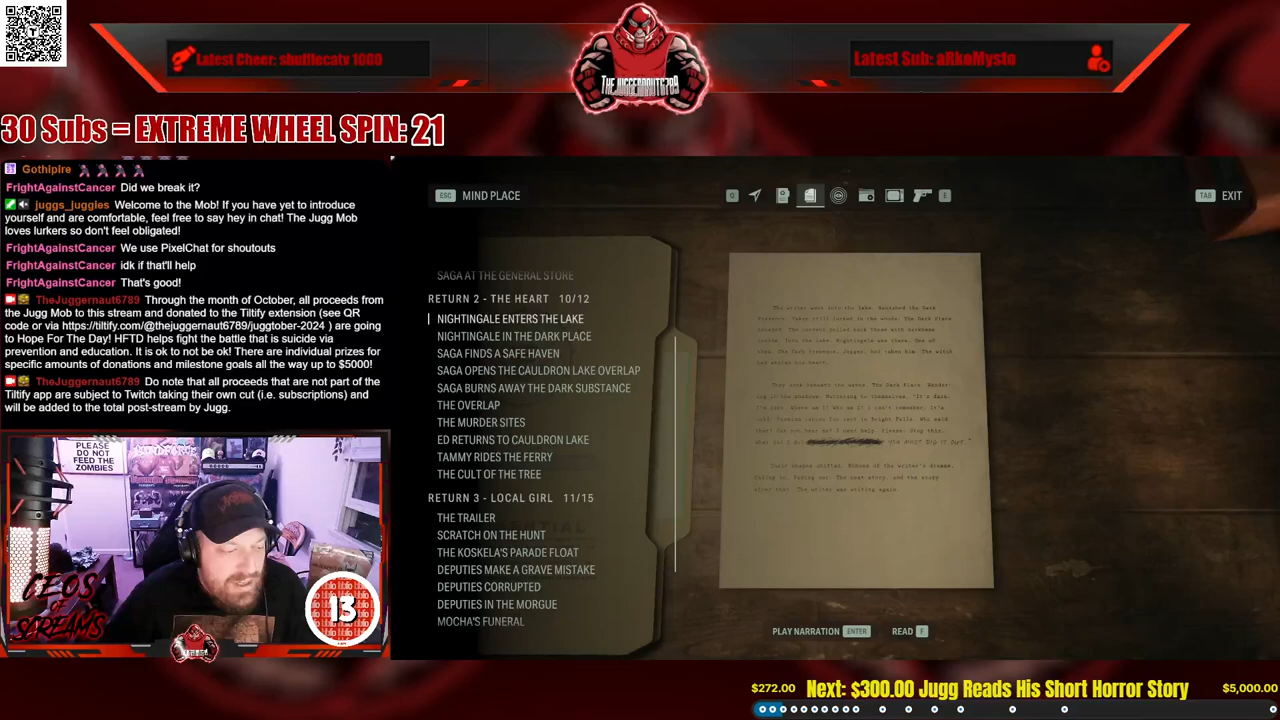 Latest Cheer: shufflecatv 1000
THEJUGGERNAUT6789
Latest Sub: aRkoMysto
30 Subs = EXTREME WHEEL SPIN: 21
Gothiplre
FrightAgainstCancer Did we break it?
juggs_juggies Welcome to the Mob! If you have yet to introduce
yourself and are comfortable, feel free to say hey in chat! The Jugg Mob
loves lurkers so don't feel obligated!
FrightAgainstCancer We use PixelChat for shoutouts
FrightAgainstCancer idk if that'll help
FrightAgainstCancer That's good!
TheJuggernaut6789 Through the month of October, all proceeds from
the Jugg Mob to this stream and donated to the Tiltify extension (see QR
code or via https://tiltify.com/@thejuggernaut6789/juggtober-2024 ) are going
to Hope For The Day! HFTD helps fight the battle that is suicide via
prevention and education. It is ok to not be ok! There are individual prizes for
specific amounts of donations and milestone goals all the way up to $5000!
TheJuggernaut6789 Do note that all proceeds that are not part of the
Tiltify app are subject to Twitch taking their own cut (i.e. subscriptions) and
will be added to the total post-stream by Jugg.
PLEASE
DO NOT
FEED THE
ZOMBIES
CEOS
OF
SCREAMS
13
ESC MIND PLACE
Q
E
TAB EXIT
SAGA AT THE GENERAL STORE
RETURN 2 - THE HEART 10/12
NIGHTINGALE ENTERS THE LAKE
NIGHTINGALE IN THE DARK PLACE
SAGA FINDS A SAFE HAVEN
SAGA OPENS THE CAULDRON LAKE OVERLAP
SAGA BURNS AWAY THE DARK SUBSTANCE
THE OVERLAP
THE MURDER SITES
ED RETURNS TO CAULDRON LAKE
TAMMY RIDES THE FERRY
THE CULT OF THE TREE
RETURN 3 - LOCAL GIRL 11/15
THE TRAILER
SCRATCH ON THE HUNT
THE KOSKELA'S PARADE FLOAT
DEPUTIES MAKE A GRAVE MISTAKE
DEPUTIES CORRUPTED
DEPUTIES IN THE MORGUE
MOCHA'S FUNERAL
PLAY NARRATION ENTER
READ F
$272.00 Next: $300.00 Jugg Reads His Short Horror Story $5,000.00